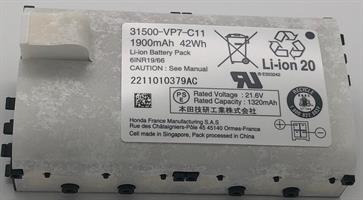 31500-VP7-C11
1900mAh 42Wh
Li-ion Battery Pack
6INR19/66
CAUTION : See Manual
2211010379AC
Li-ion 20
PSE
Rated Voltage : 21.6V
Rated Capacity : 1320mAh
本田技研工業株式会社
Honda France Manufacturing S.A.S
Rue des Châtaigniers-Pôle 45 45140 Ormes-France
Cell made in Singapore, Pack processed in China